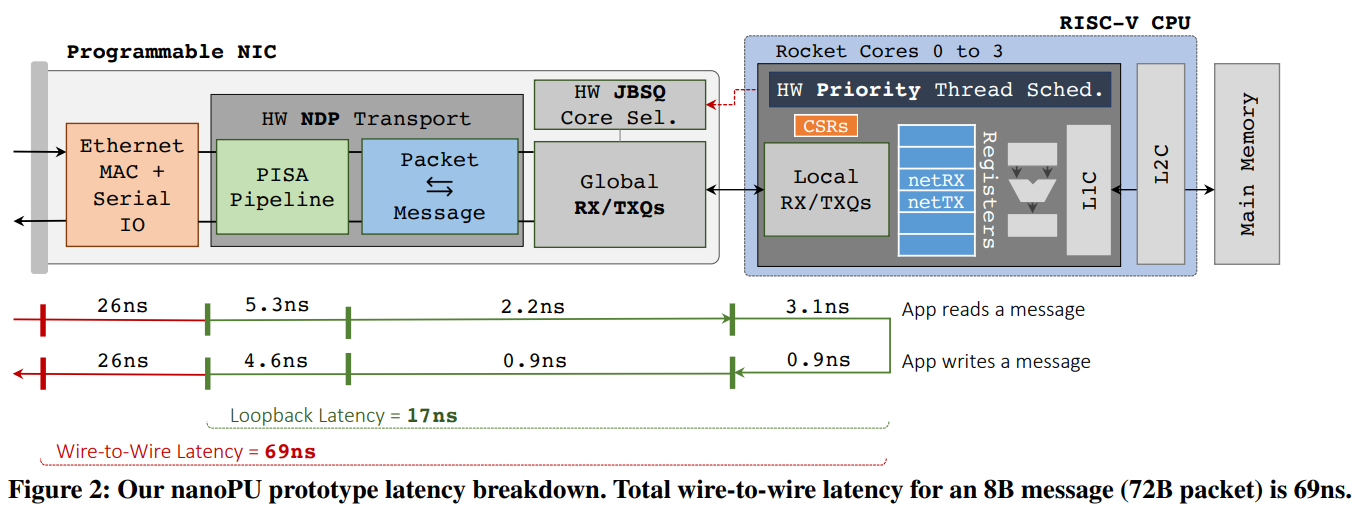 RISC-V CPU
Programmable NIC
Rocket Cores 0 to 3
HW JBSQ
Core Sel.
HW Priority Thread Sched.
HW NDP Transport
CSRs
Ethernet
MAC +
Serial
IO
PISA
Pipeline
Packet
Message
Global
RX/TXQs
Local
RX/TXQs
netRX
netTX
Registers
L1C
L2C
Main Memory
26ns
5.3ns
2.2ns
3.1ns
App reads a message
26ns
4.6ns
0.9ns
0.9ns
App writes a message
Loopback Latency = 17ns
Wire-to-Wire Latency = 69ns
Figure 2: Our nanoPU prototype latency breakdown. Total wire-to-wire latency for an 8B message (72B packet) is 69ns.